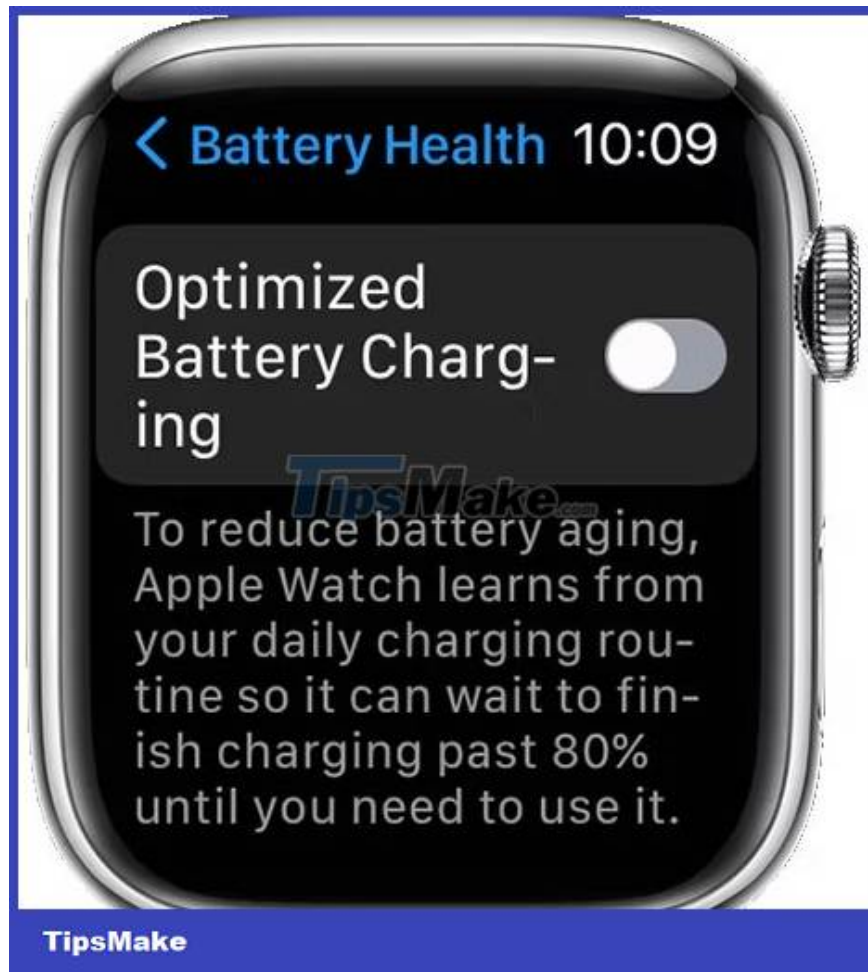 < Battery Health 10:09
Optimized
Battery Charg-
ing
TipsMake.com
To reduce battery aging,
Apple Watch learns from
your daily charging rou-
tine so it can wait to fin-
ish charging past 80%
until you need to use it.
TipsMake